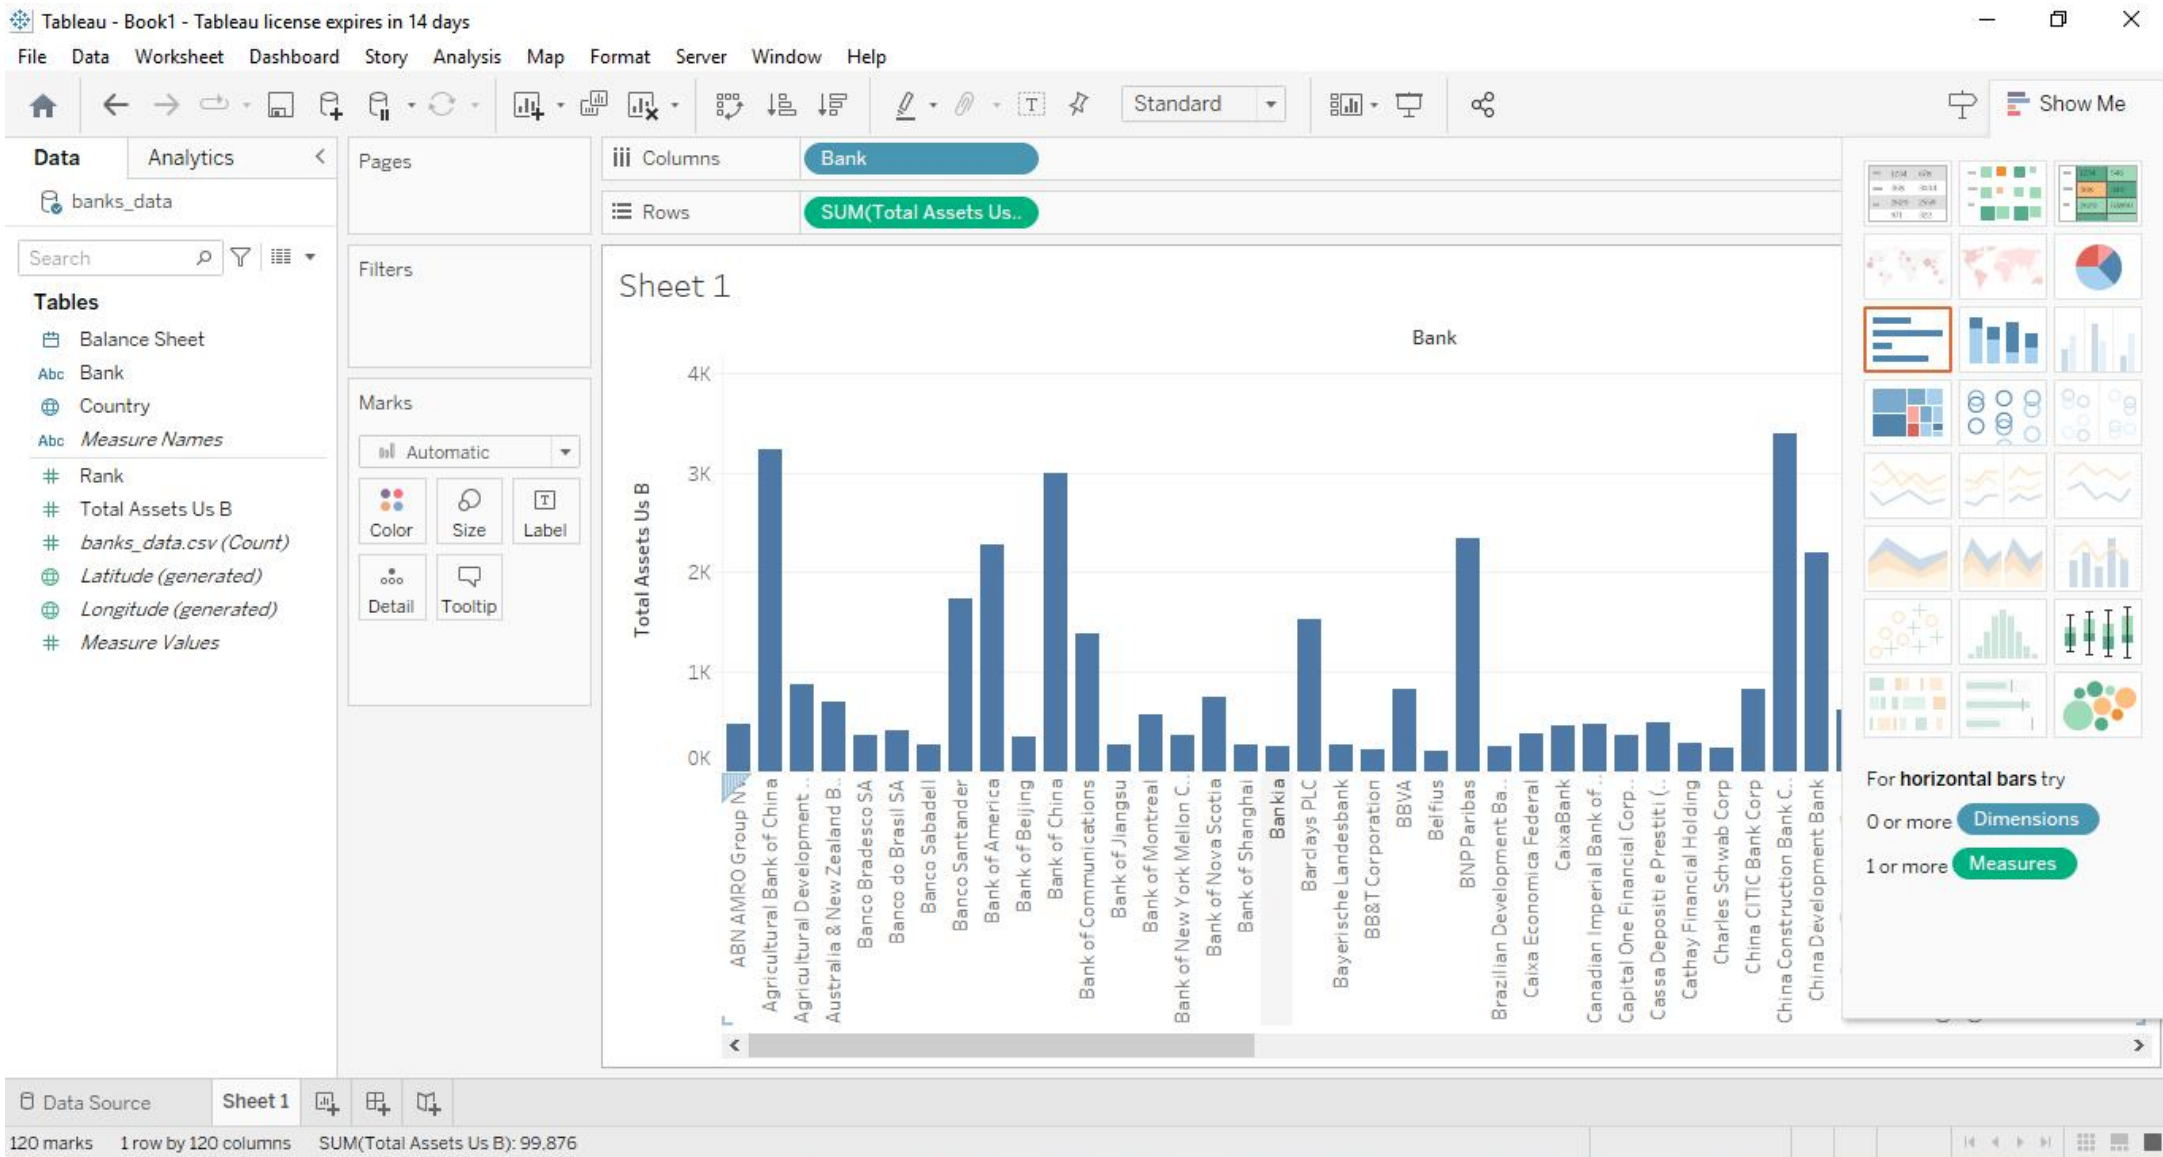 Tableau - Book1 - Tableau license expires in 14 days
File Data Worksheet Dashboard Story Analysis Map Format Server Window Help
Standard
Show Me
Data Analytics
banks_data
Search
Tables
Balance Sheet
Abc Bank
Country
Abc Measure Names
Rank
Total Assets Us B
banks_data.csv (Count)
Latitude (generated)
Longitude (generated)
Measure Values
Pages
Filters
Marks
Automatic
Color Size Label
Detail Tooltip
Columns Bank
Rows SUM(Total Assets Us..
Sheet 1
Bank
Total Assets Us B
4K
3K
2K
1K
0K
ABN AMRO Group
Agricultural Bank of China
Agricultural Development ..
Australia & New Zealand B..
Banco Bradesco SA
Banco do Brasil SA
Banco Sabadell
Banco Santander
Bank of America
Bank of Beijing
Bank of China
Bank of Communications
Bank of Jiangsu
Bank of Montreal
Bank of New York Mellon C..
Bank of Nova Scotia
Bank of Shanghai
Bankia
Barclays PLC
Bayerische Landesbank
BB&T Corporation
BBVA
Belfius
BNP Paribas
Brazilian Development Ba..
Caixa Economica Federal
CaixaBank
Canadian Imperial Bank of ..
Capital One Financial Corp..
Cassa Depositi e Prestiti (..
Cathay Financial Holding
Charles Schwab Corp
China CITIC Bank Corp
China Construction Bank C..
China Development Bank
For horizontal bars try
0 or more Dimensions
1 or more Measures
Data Source Sheet 1
120 marks 1 row by 120 columns SUM(Total Assets Us B): 99,876